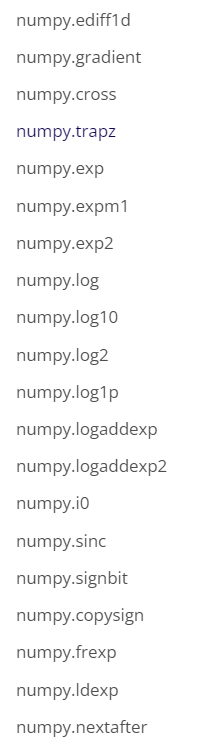 numpy.ediff1d
numpy.gradient
numpy.cross
numpy.trapz
numpy.exp
numpy.expm1
numpy.exp2
numpy.log
numpy.log10
numpy.log2
numpy.log1p
numpy.logaddexp
numpy.logaddexp2
numpy.i0
numpy.sinc
numpy.signbit
numpy.copysign
numpy.frexp
numpy.ldexp
numpy.nextafter